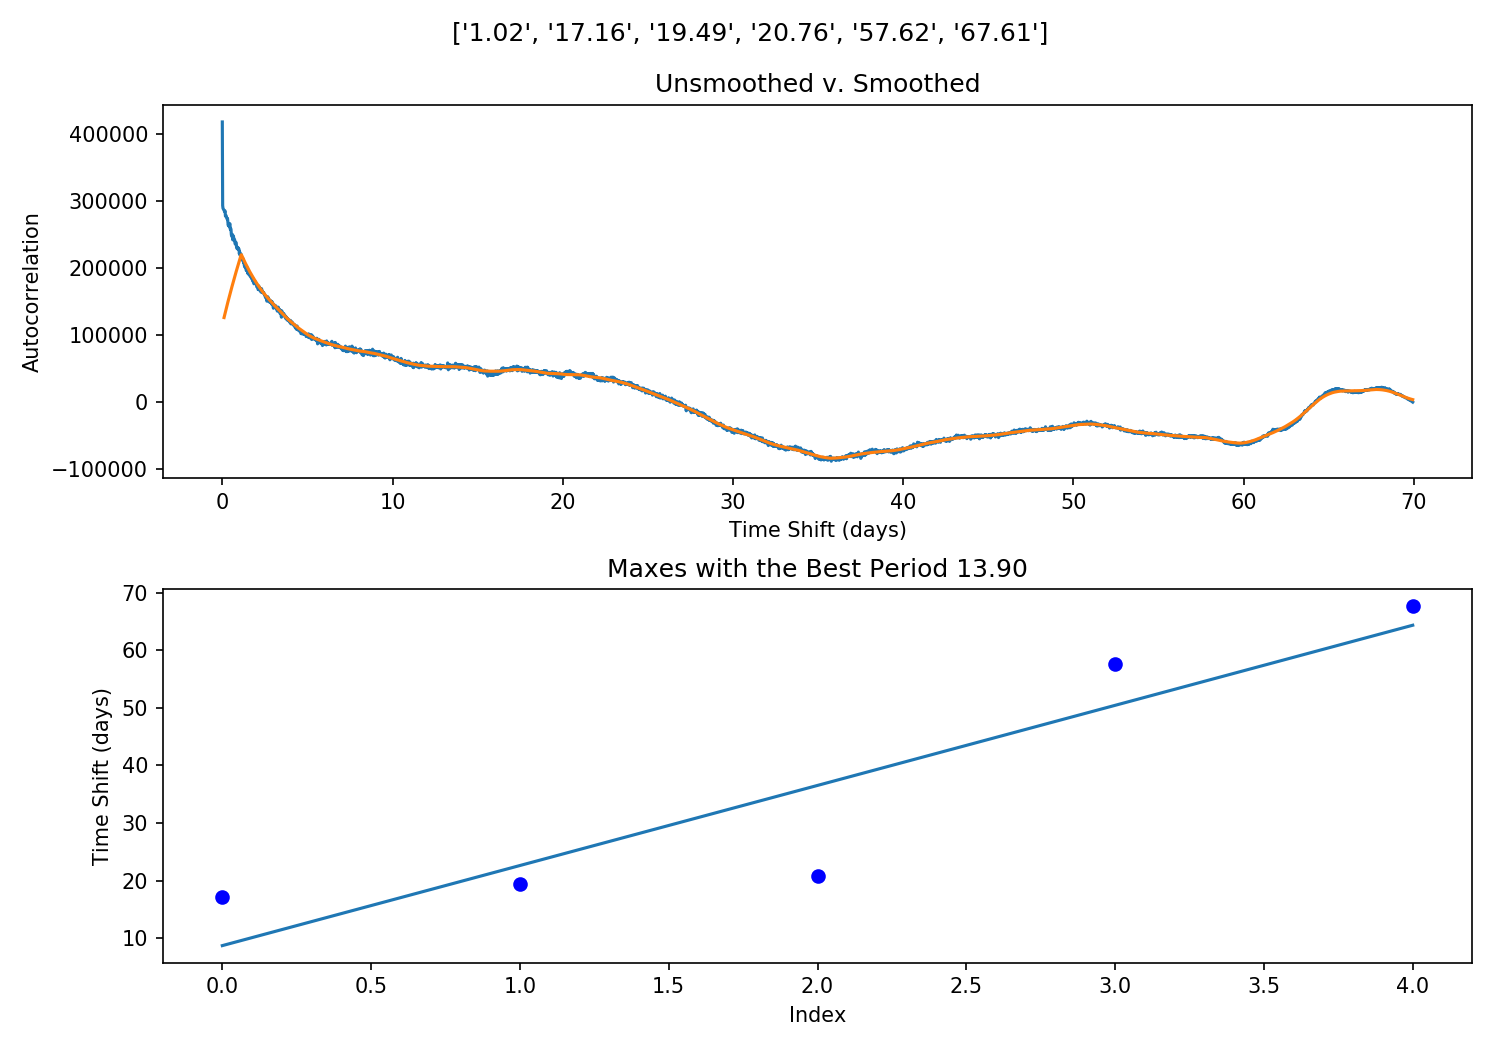 ['1.02', '17.16', '19.49', '20.76', '57.62', '67.61']
Unsmoothed v. Smoothed
400000
300000
200000
100000
0
−100000
Autocorrelation
0 10 20 30 40 50 60 70
Time Shift (days)
Maxes with the Best Period 13.90
70
60
50
40
30
20
10
Time Shift (days)
0.0 0.5 1.0 1.5 2.0 2.5 3.0 3.5 4.0
Index